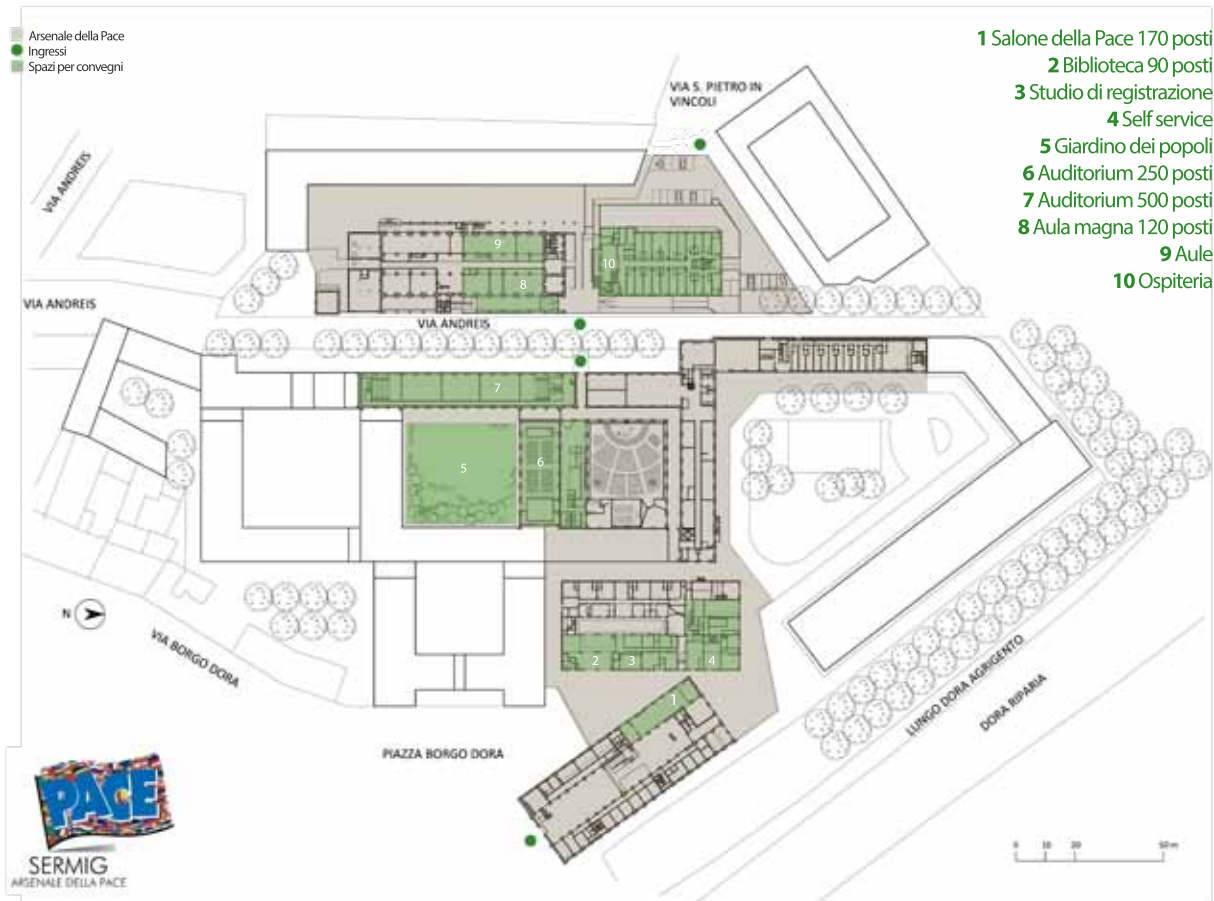 Arsenale della Pace
Ingressi
Spazi per convegni
1 Salone della Pace 170 posti
2 Biblioteca 90 posti
3 Studio di registrazione
4 Self service
5 Giardino dei popoli
6 Auditorium 250 posti
7 Auditorium 500 posti
8 Aula magna 120 posti
9 Aule
10 Ospiteria
VIA S. PIETRO IN
VINCOLI
VIA ANDREIS
9
10
8
VIA ANDREIS
VIA ANDREIS
7
5
6
N
VIA BORGO DORA
2
3
4
1
LUNGO DORA AGRIGENTO
DORA RIPARIA
PIAZZA BORGO DORA
PACE
SERMIG
ARSENALE DELLA PACE
0 10 20 50 m